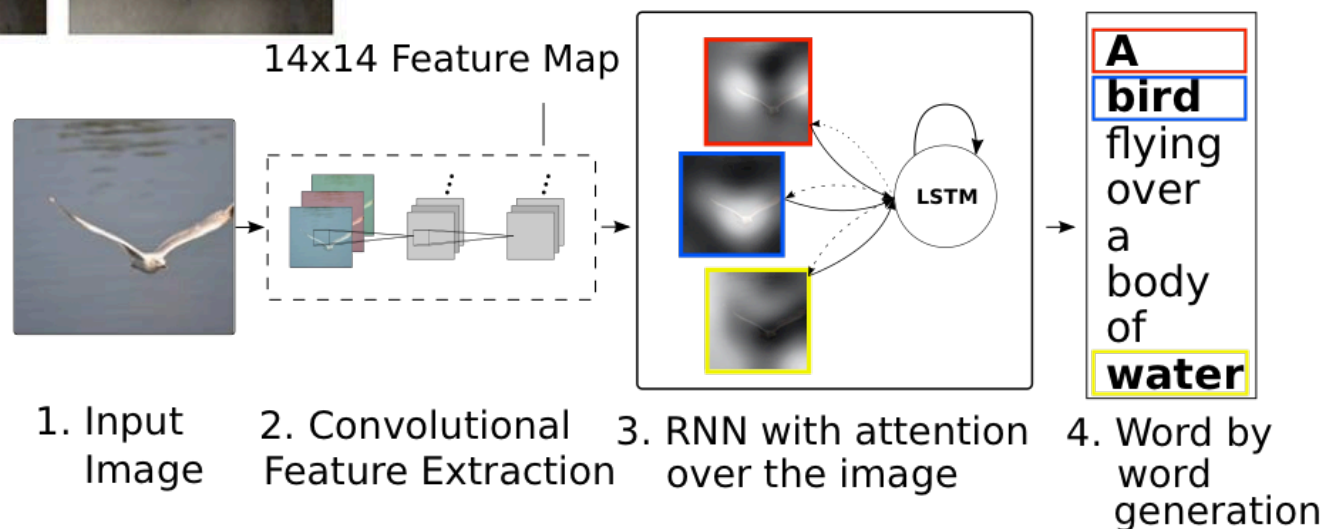 14x14 Feature Map
LSTM
A
bird
flying
over
a
body
of
water
1. Input
Image
2. Convolutional
Feature Extraction
3. RNN with attention
over the image
4. Word by
word
generation